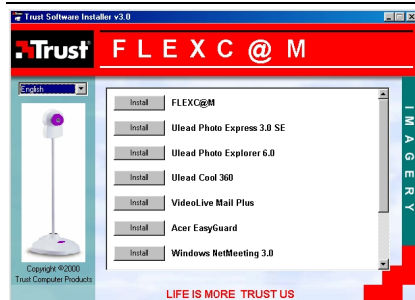 Trust Software Installer v3.0
Trust
FLEXC@M
English
Install FLEXC@M
Install Ulead Photo Express 3.0 SE
Install Ulead Photo Explorer 6.0
Install Ulead Cool 360
Install VideoLive Mail Plus
Install Acer EasyGuard
Install Windows NetMeeting 3.0
IMAGERY
Copyright ©2000
Trust Computer Products
LIFE IS MORE TRUST US